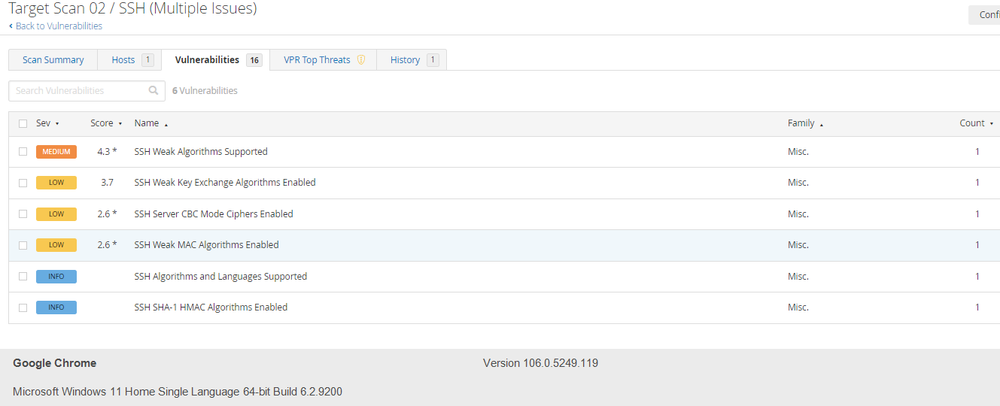 Target Scan 02 / SSH (Multiple Issues)
Confi
Back to Vulnerabilities
Scan Summary Hosts 1 Vulnerabilities 16 VPR Top Threats History 1
Search Vulnerabilities 6 Vulnerabilities
Sev Score Name Family Count
MEDIUM 4.3 * SSH Weak Algorithms Supported Misc. 1
LOW 3.7 SSH Weak Key Exchange Algorithms Enabled Misc. 1
LOW 2.6 * SSH Server CBC Mode Ciphers Enabled Misc. 1
LOW 2.6 * SSH Weak MAC Algorithms Enabled Misc. 1
INFO SSH Algorithms and Languages Supported Misc. 1
INFO SSH SHA-1 HMAC Algorithms Enabled Misc. 1
Google Chrome Version 106.0.5249.119
Microsoft Windows 11 Home Single Language 64-bit Build 6.2.9200